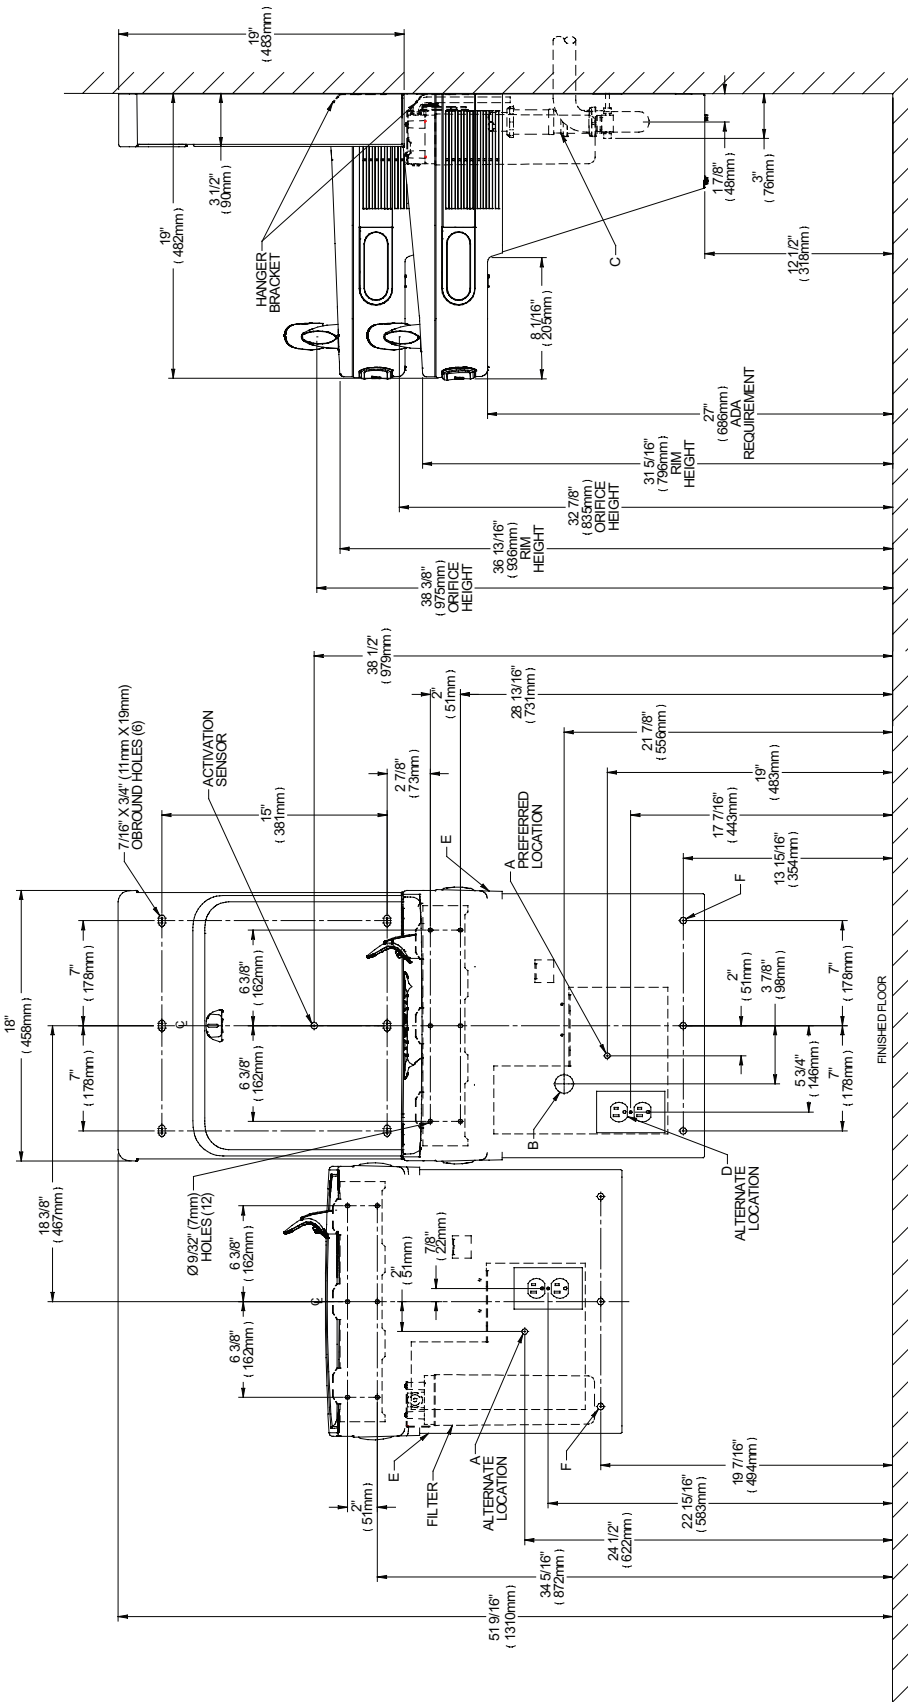 19"
( 483mm )
3 1/2"
( 90mm )
19"
( 482mm )
HANGER
BRACKET
C
1 7/8"
( 48mm )
3"
( 76mm )
12 1/2"
( 318mm )
8 1/16"
( 205mm )
27"
( 686mm )
ADA
REQUIREMENT
31 5/16"
( 796mm )
RIM
HEIGHT
32 7/8"
( 835mm )
ORIFICE
HEIGHT
36 13/16"
( 936mm )
RIM
HEIGHT
38 3/8"
( 975mm )
ORIFICE
HEIGHT
38 1/2"
( 979mm )
7/16" X 3/4" (11mm X 19mm)
OBROUND HOLES (6)
ACTIVATION
SENSOR
15"
( 381mm )
2 7/8"
( 73mm )
2"
( 51mm )
28 13/16"
( 731mm )
21 7/8"
( 556mm )
19"
( 483mm )
17 7/16"
( 443mm )
13 15/16"
( 354mm )
E
A
PREFERRED
LOCATION
F
18"
( 458mm )
7"
( 178mm )
7"
( 178mm )
CL
6 3/8"
( 162mm )
6 3/8"
( 162mm )
B
D
ALTERNATE
LOCATION
2"
( 51mm )
3 7/8"
( 98mm )
5 3/4"
( 146mm )
7"
( 178mm )
7"
( 178mm )
FINISHED FLOOR
18 3/8"
( 467mm )
Ø 9/32" (7mm)
HOLES (12)
6 3/8"
( 162mm )
6 3/8"
( 162mm )
CL
2"
( 51mm )
7/8"
( 22mm )
2"
( 51mm )
E
FILTER
A
ALTERNATE
LOCATION
F
19 7/16"
( 494mm )
22 15/16"
( 583mm )
24 1/2"
( 622mm )
34 5/16"
( 872mm )
51 9/16"
( 1310mm )